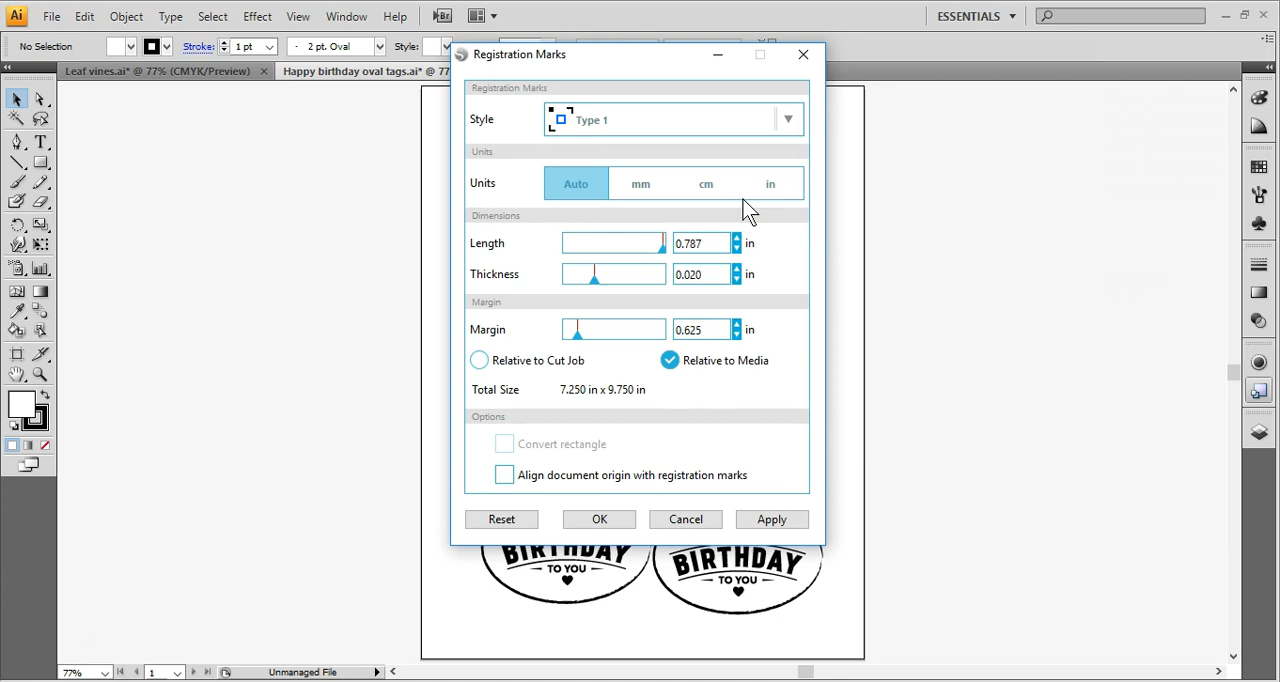 Ai File Edit Object Type Select Effect View Window Help Br ESSENTIALS
No Selection Stroke: 1 pt 2 pt. Oval Style:
Leaf vines.ai* @ 77% (CMYK/Preview) × Happy birthday oval tags.ai* @ 77
Registration Marks
Registration Marks
Style Type 1
Units
Units Auto mm cm in
Dimensions
Length 0.787 in
Thickness 0.020 in
Margin
Margin 0.625 in
Relative to Cut Job Relative to Media
Total Size 7.250 in x 9.750 in
Options
Convert rectangle
Align document origin with registration marks
Reset OK Cancel Apply
BIRTHDAY BIRTHDAY
TO YOU TO YOU
77% 1 Unmanaged File